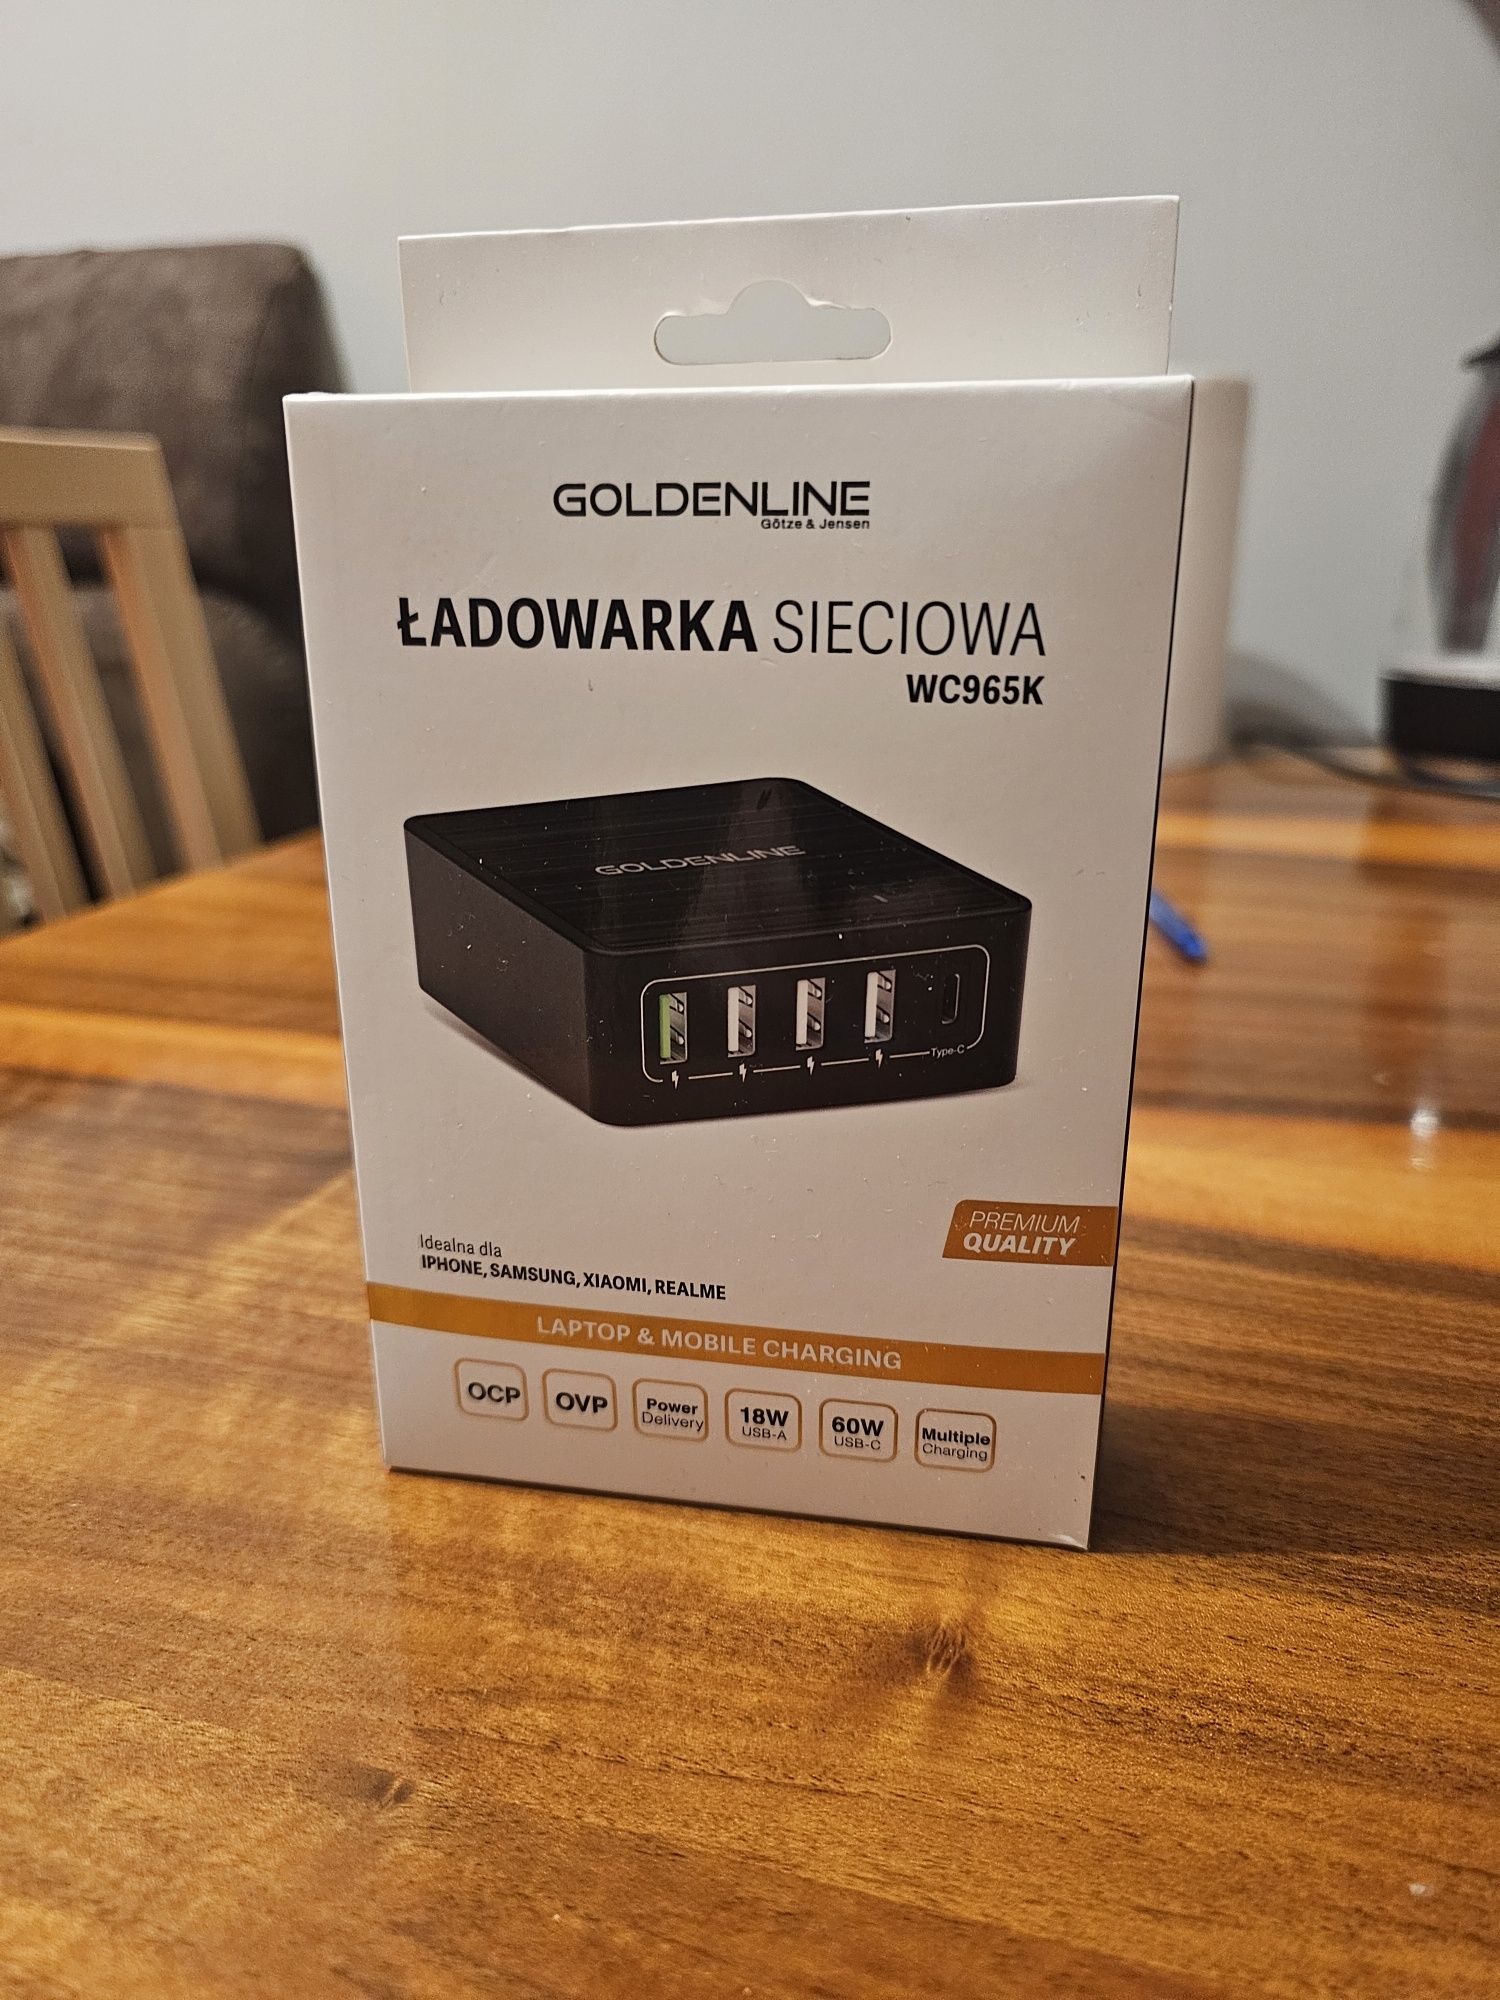 GOLDENLINE
Götze & Jensen
ŁADOWARKA SIECIOWA
WC965K
GOLDENLINE
Type-C
PREMIUM
QUALITY
Idealna dla
IPHONE, SAMSUNG, XIAOMI, REALME
LAPTOP & MOBILE CHARGING
OCP
OVP
Power
Delivery
18W
USB-A
60W
USB-C
Multiple
Charging